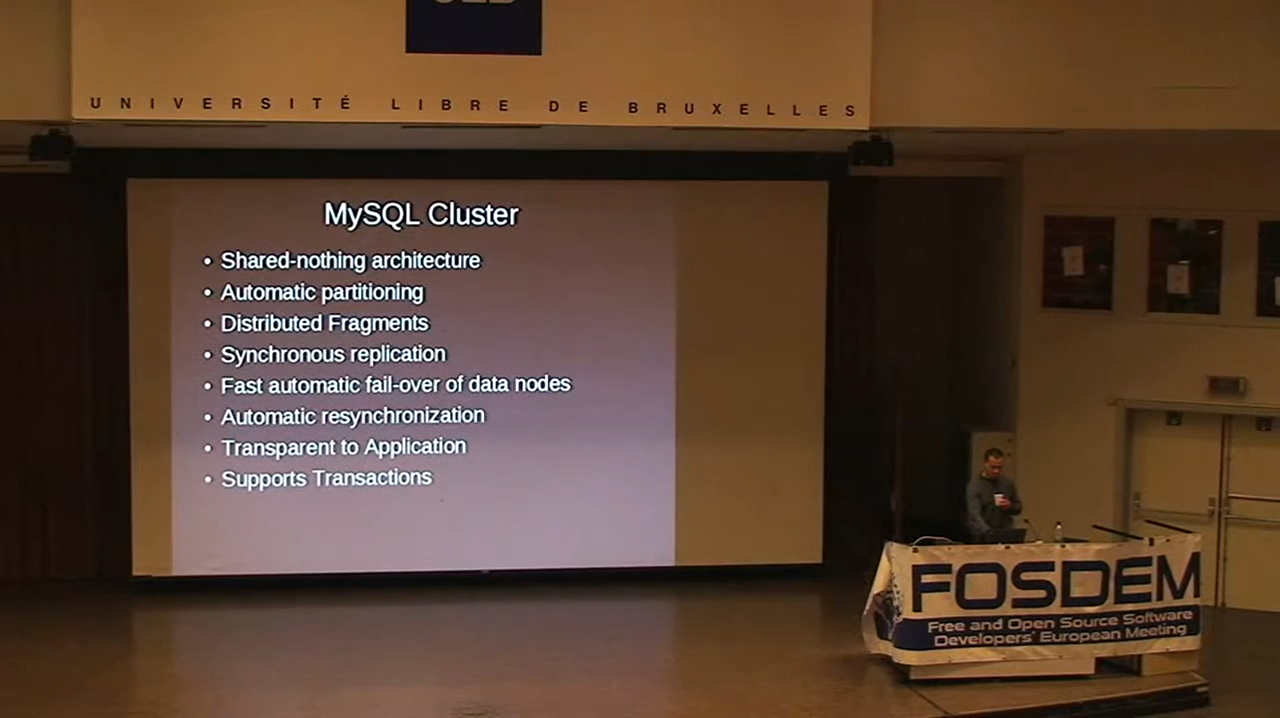 UNIVERSITÉ LIBRE DE BRUXELLES
MySQL Cluster
• Shared-nothing architecture
• Automatic partitioning
• Distributed Fragments
• Synchronous replication
• Fast automatic fail-over of data nodes
• Automatic resynchronization
• Transparent to Application
• Supports Transactions
FOSDEM
Free and Open Source Software
Developers' European Meeting